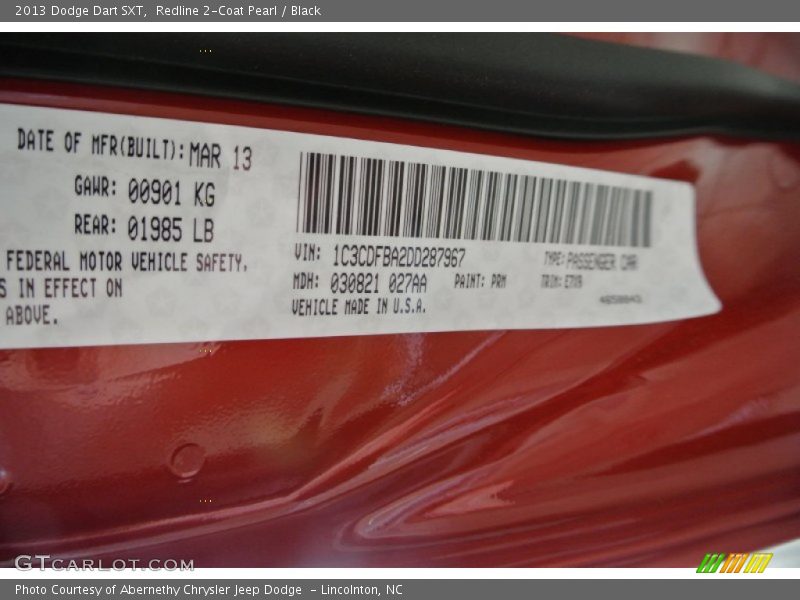 2013 Dodge Dart SXT, Redline 2-Coat Pearl / Black
DATE OF MFR(BUILT): MAR 13
GAWR: 00901 KG
REAR: 01985 LB
FEDERAL MOTOR VEHICLE SAFETY,
S IN EFFECT ON
ABOVE.
VIN: 1C3CDFBA2DD287967 TYPE: PASSENGER CAR
MDH: 030821 027AA PAINT: PRM TRIM:
VEHICLE MADE IN U.S.A.
GTCARLOT.COM
Photo Courtesy of Abernethy Chrysler Jeep Dodge - Lincolnton, NC